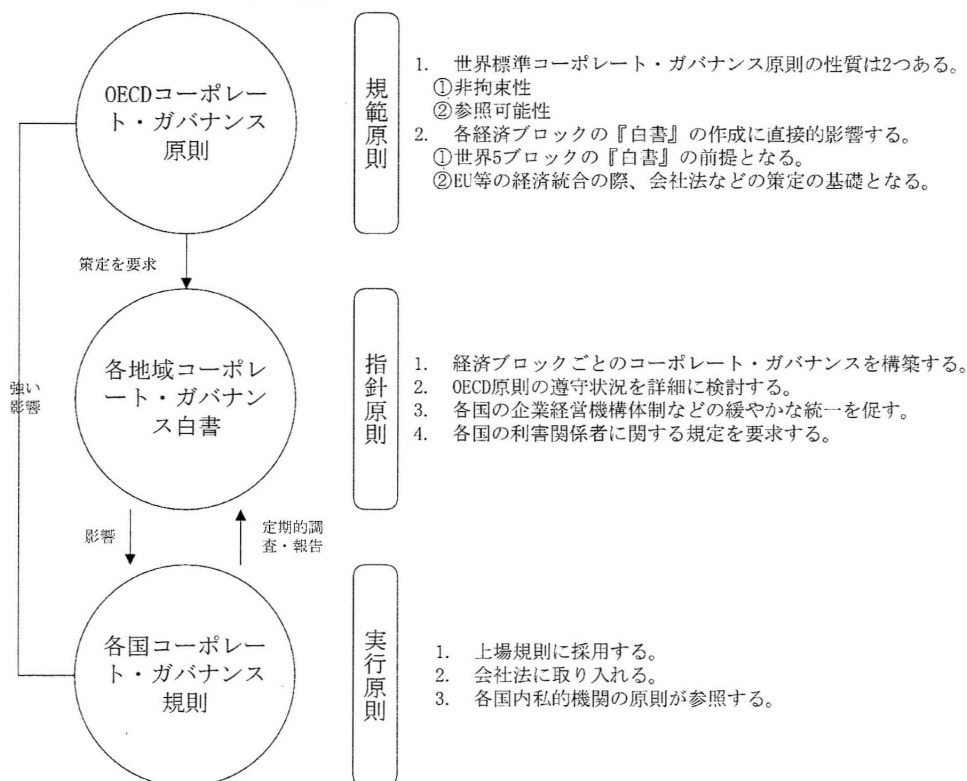 OECDコーポレー
ト・ガバナンス
原則
規範原則
1. 世界標準コーポレート・ガバナンス原則の性質は2つある。
①非拘束性
②参照可能性
2. 各経済ブロックの『白書』の作成に直接的影響する。
①世界5ブロックの『白書』の前提となる。
②EU等の経済統合の際、会社法などの策定の基礎となる。
策定を要求
強い
影響
各地域コーポレ
ート・ガバナン
ス白書
指針原則
1. 経済ブロックごとのコーポレート・ガバナンスを構築する。
2. OECD原則の遵守状況を詳細に検討する。
3. 各国の企業経営機構体制などの緩やかな統一を促す。
4. 各国の利害関係者に関する規定を要求する。
影響
定期的調
査・報告
各国コーポレー
ト・ガバナンス
規則
実行原則
1. 上場規則に採用する。
2. 会社法に取り入れる。
3. 各国内私的機関の原則が参照する。